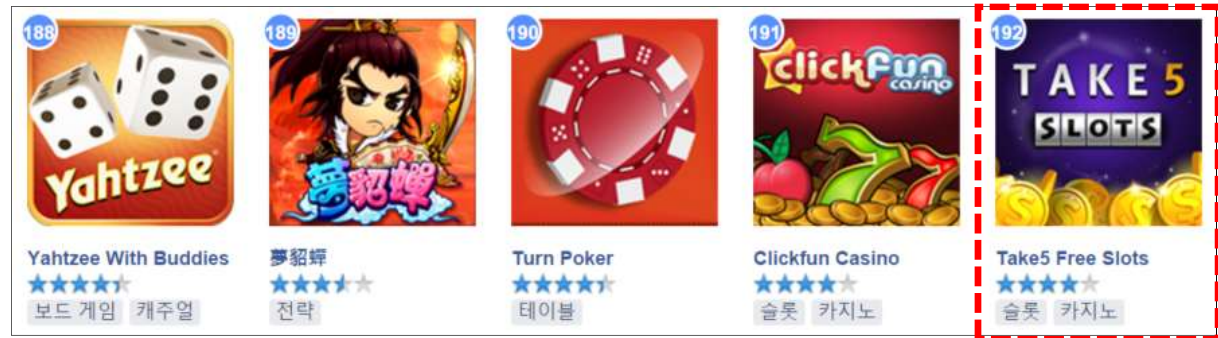 188
Yahtzee
Yahtzee With Buddies
보드 게임 캐주얼
189
夢貂蟬
夢貂蟬
전략
190
Turn Poker
테이블
191
clickFun
casino
77
Clickfun Casino
슬롯 카지노
192
TAKE 5
SLOTS
Take5 Free Slots
슬롯 카지노